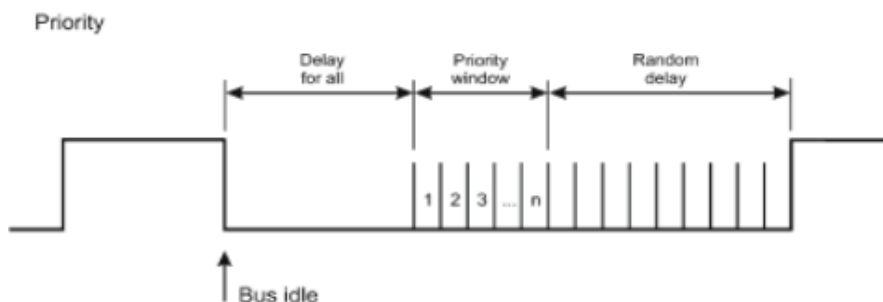 Priority
Delay
for all
Priority
window
Random
delay
1 2 3 ... n
Bus idle